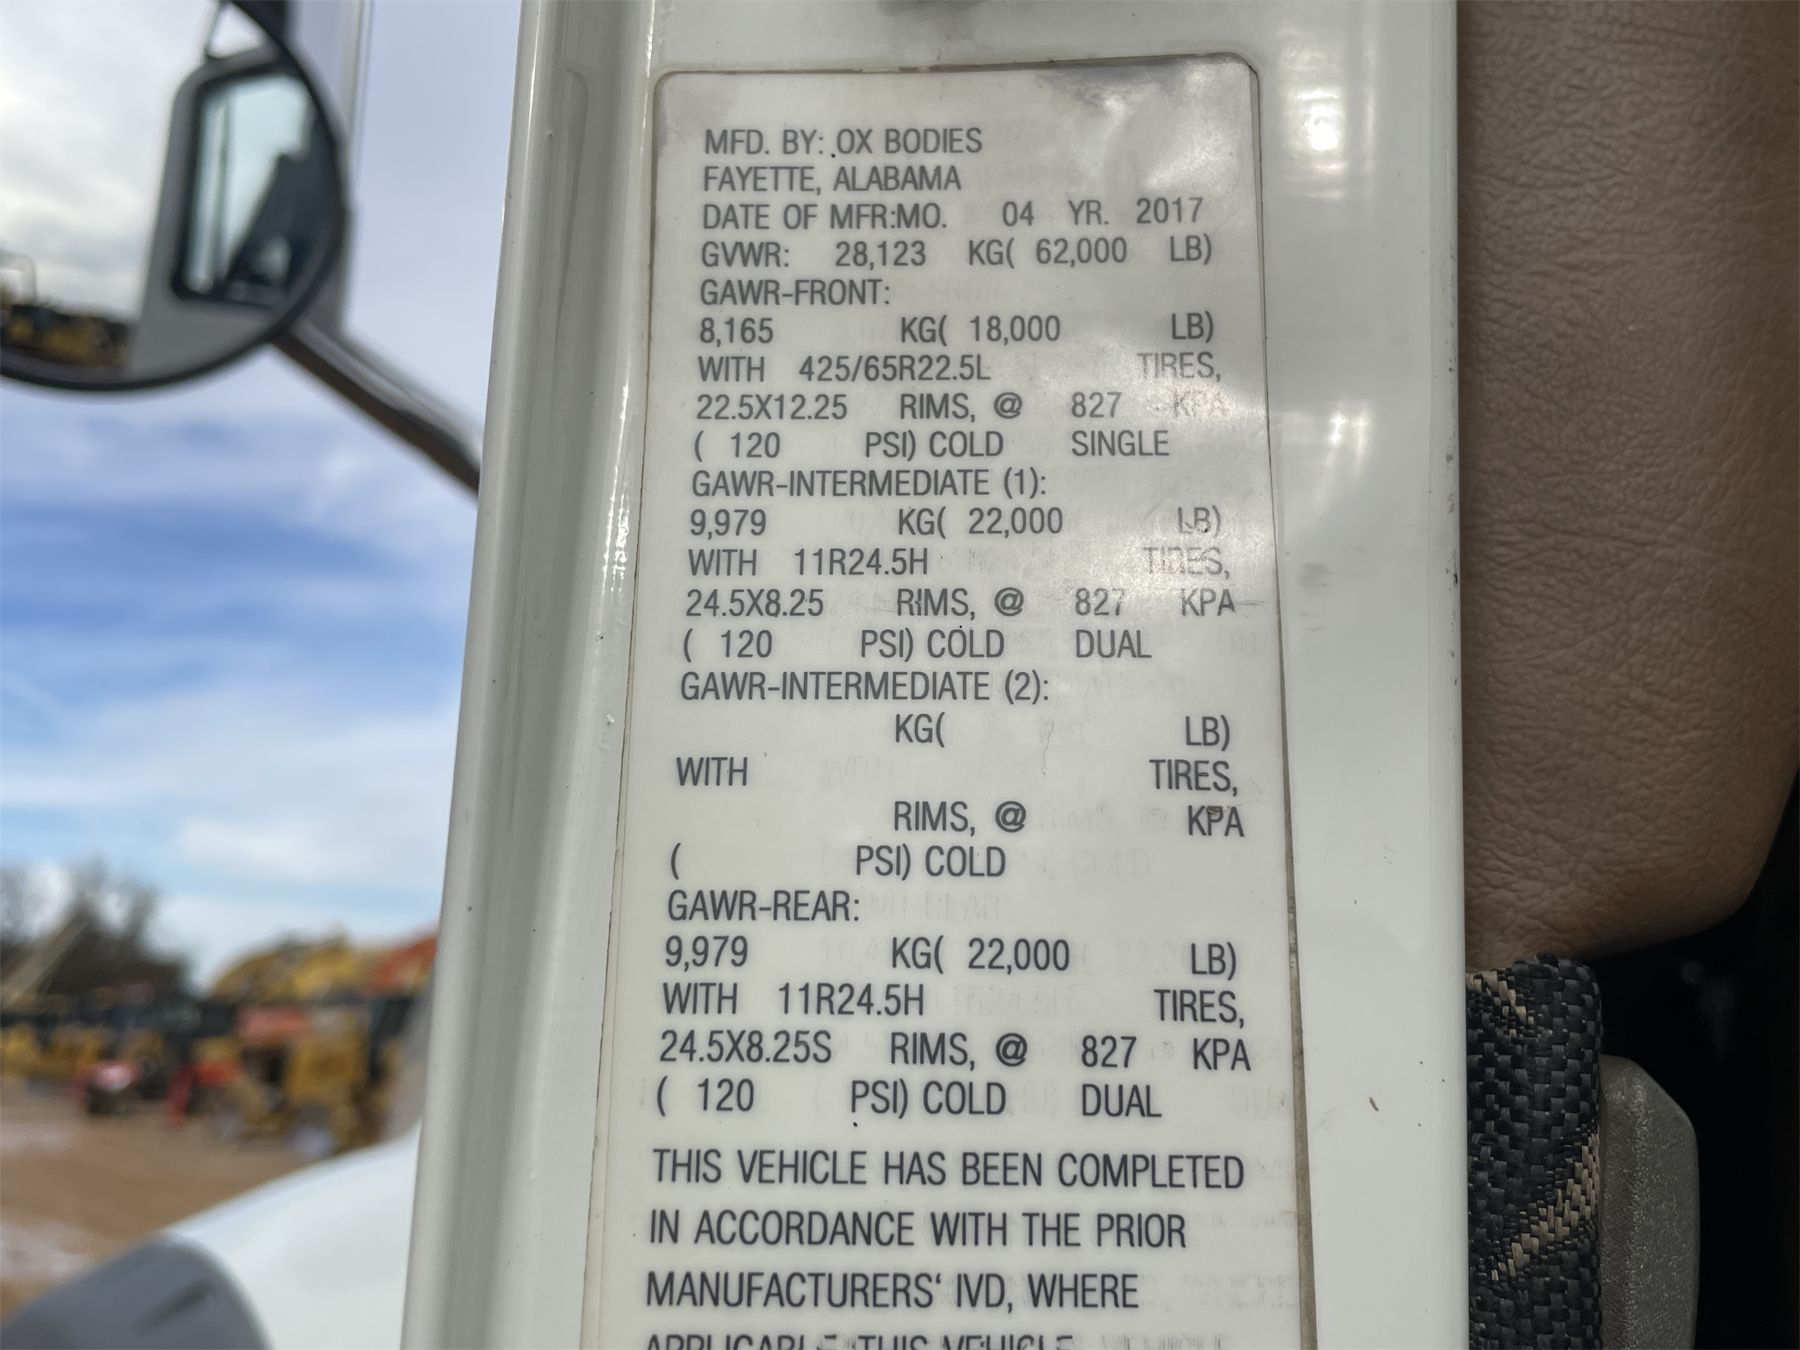 MFD. BY: OX BODIES
FAYETTE, ALABAMA
DATE OF MFR:MO. 04 YR. 2017
GVWR: 28,123 KG( 62,000 LB)
GAWR-FRONT:
8,165 KG( 18,000 LB)
WITH 425/65R22.5L TIRES,
22.5X12.25 RIMS, @ 827 KPA
( 120 PSI) COLD SINGLE
GAWR-INTERMEDIATE (1):
9,979 KG( 22,000 LB)
WITH 11R24.5H TIRES,
24.5X8.25 RIMS, @ 827 KPA
( 120 PSI) COLD DUAL
GAWR-INTERMEDIATE (2):
KG( LB)
WITH TIRES,
RIMS, @ KPA
( PSI) COLD
GAWR-REAR:
9,979 KG( 22,000 LB)
WITH 11R24.5H TIRES,
24.5X8.25S RIMS, @ 827 KPA
( 120 PSI) COLD DUAL
THIS VEHICLE HAS BEEN COMPLETED
IN ACCORDANCE WITH THE PRIOR
MANUFACTURERS' IVD, WHERE
APPLICABLE THIS VEHICLE